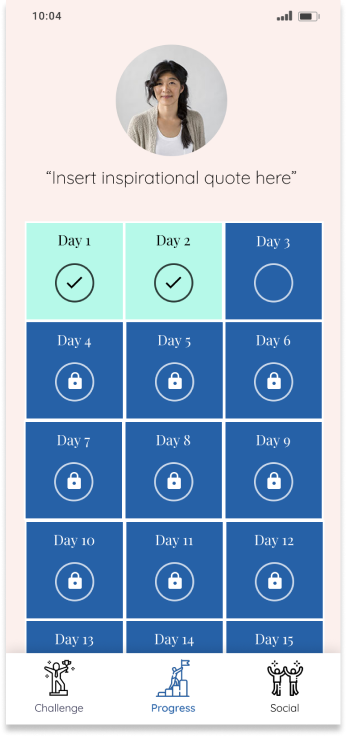 10:04
“Insert inspirational quote here”
Day 1 Day 2 Day 3
Day 4 Day 5 Day 6
Day 7 Day 8 Day 9
Day 10 Day 11 Day 12
Day 13 Day 14 Day 15
Challenge Progress Social